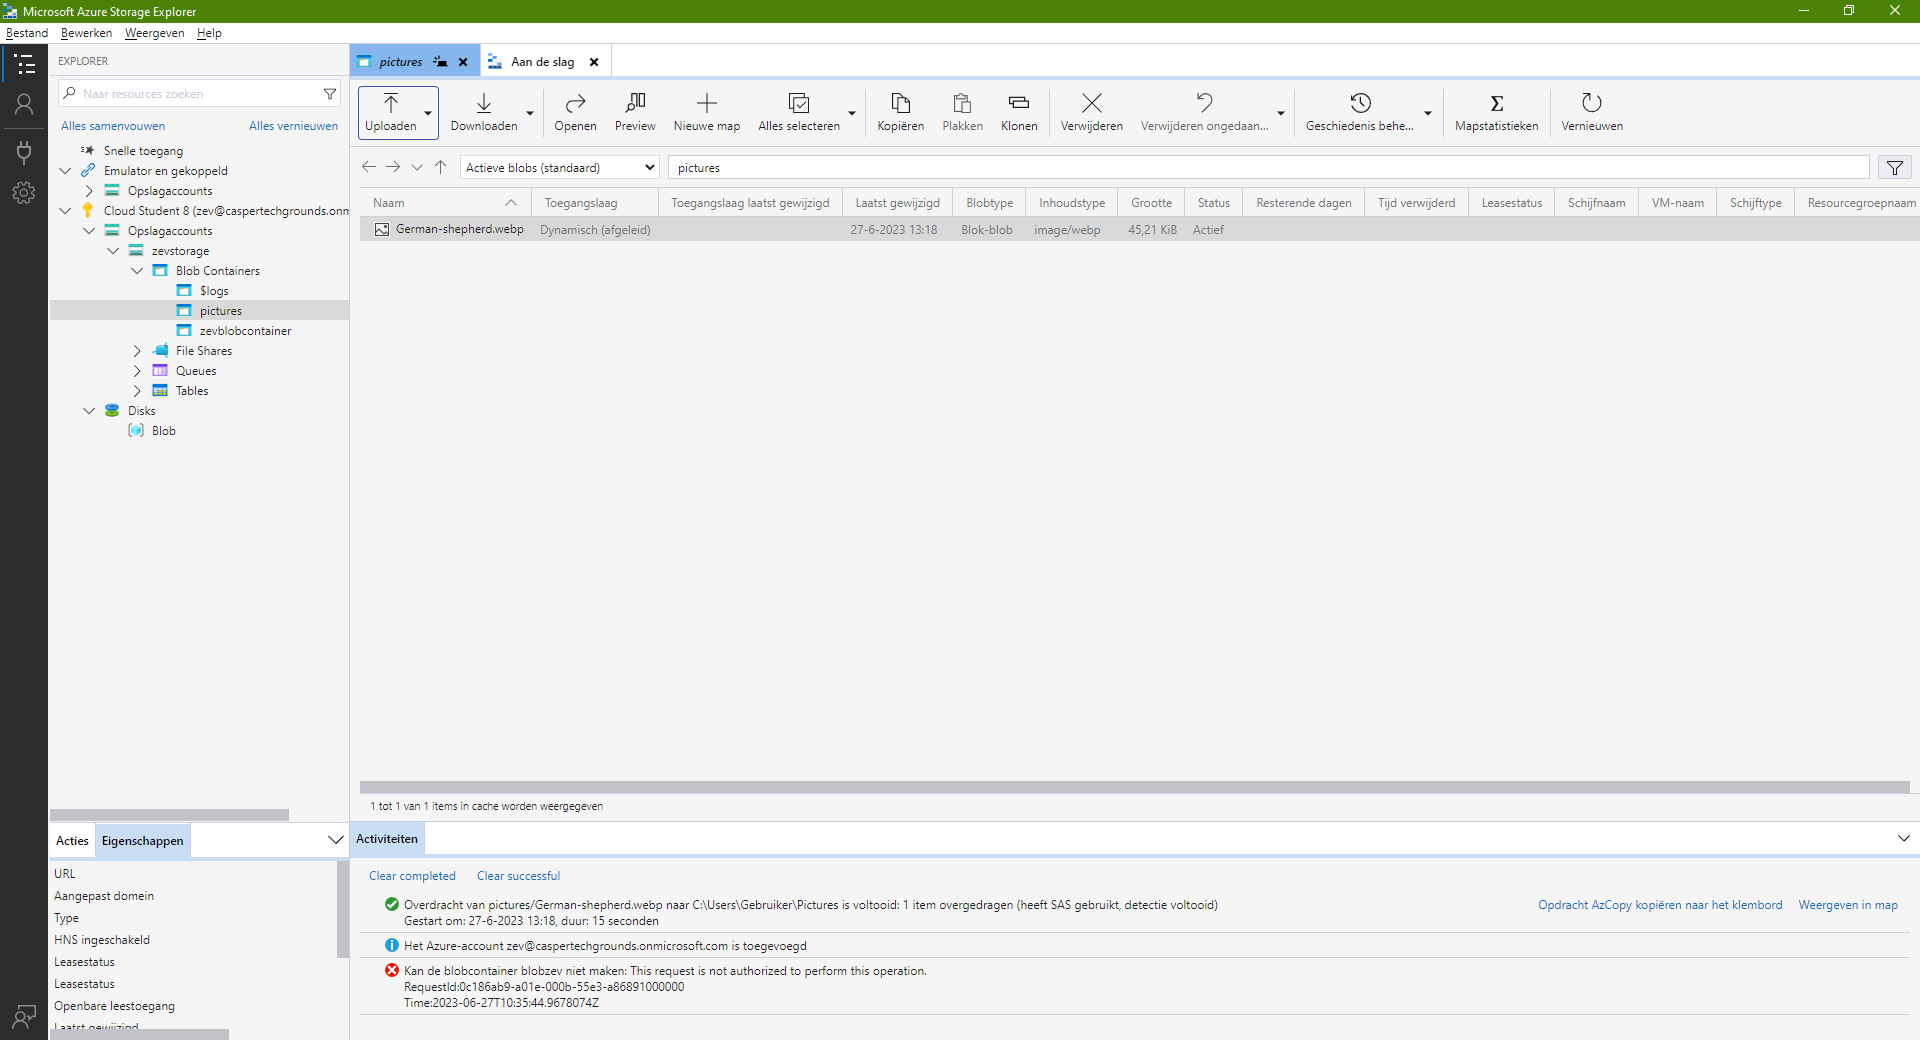 Microsoft Azure Storage Explorer
Bestand Bewerken Weergeven Help
EXPLORER
Naar resources zoeken
Alles samenvouwen Alles vernieuwen
Snelle toegang
Emulator en gekoppeld
Opslagaccounts
Cloud Student 8 (zev@caspertechgrounds.onm
Opslagaccounts
zevstorage
Blob Containers
$logs
pictures
zevblobcontainer
File Shares
Queues
Tables
Disks
Blob
Acties Eigenschappen
URL
Aangepast domein
Type
HNS ingeschakeld
Leasestatus
Leasestatus
Openbare leestoegang
Laatst gewijzigd
pictures Aan de slag
Uploaden Downloaden Openen Preview Nieuwe map Alles selecteren Kopiëren Plakken Klonen Verwijderen Verwijderen ongedaan... Geschiedenis behe... Mapstatistieken Vernieuwen
Actieve blobs (standaard) pictures
Naam Toegangslaag Toegangslaag laatst gewijzigd Laatst gewijzigd Blobtype Inhoudstype Grootte Status Resterende dagen Tijd verwijderd Leasestatus Schijfnaam VM-naam Schijftype Resourcegroepnaam
German-shepherd.webp Dynamisch (afgeleid) 27-6-2023 13:18 Blok-blob image/webp 45,21 KiB Actief
1 tot 1 van 1 items in cache worden weergegeven
Activiteiten
Clear completed Clear successful
Overdracht van pictures/German-shepherd.webp naar C:\Users\Gebruiker\Pictures is voltooid: 1 item overgedragen (heeft SAS gebruikt, detectie voltooid) Opdracht AzCopy kopiëren naar het klembord Weergeven in map
Gestart om: 27-6-2023 13:18, duur: 15 seconden
Het Azure-account zev@caspertechgrounds.onmicrosoft.com is toegevoegd
Kan de blobcontainer blobzev niet maken: This request is not authorized to perform this operation.
RequestId:0c186ab9-a01e-000b-55e3-a86891000000
Time:2023-06-27T10:35:44.9678074Z